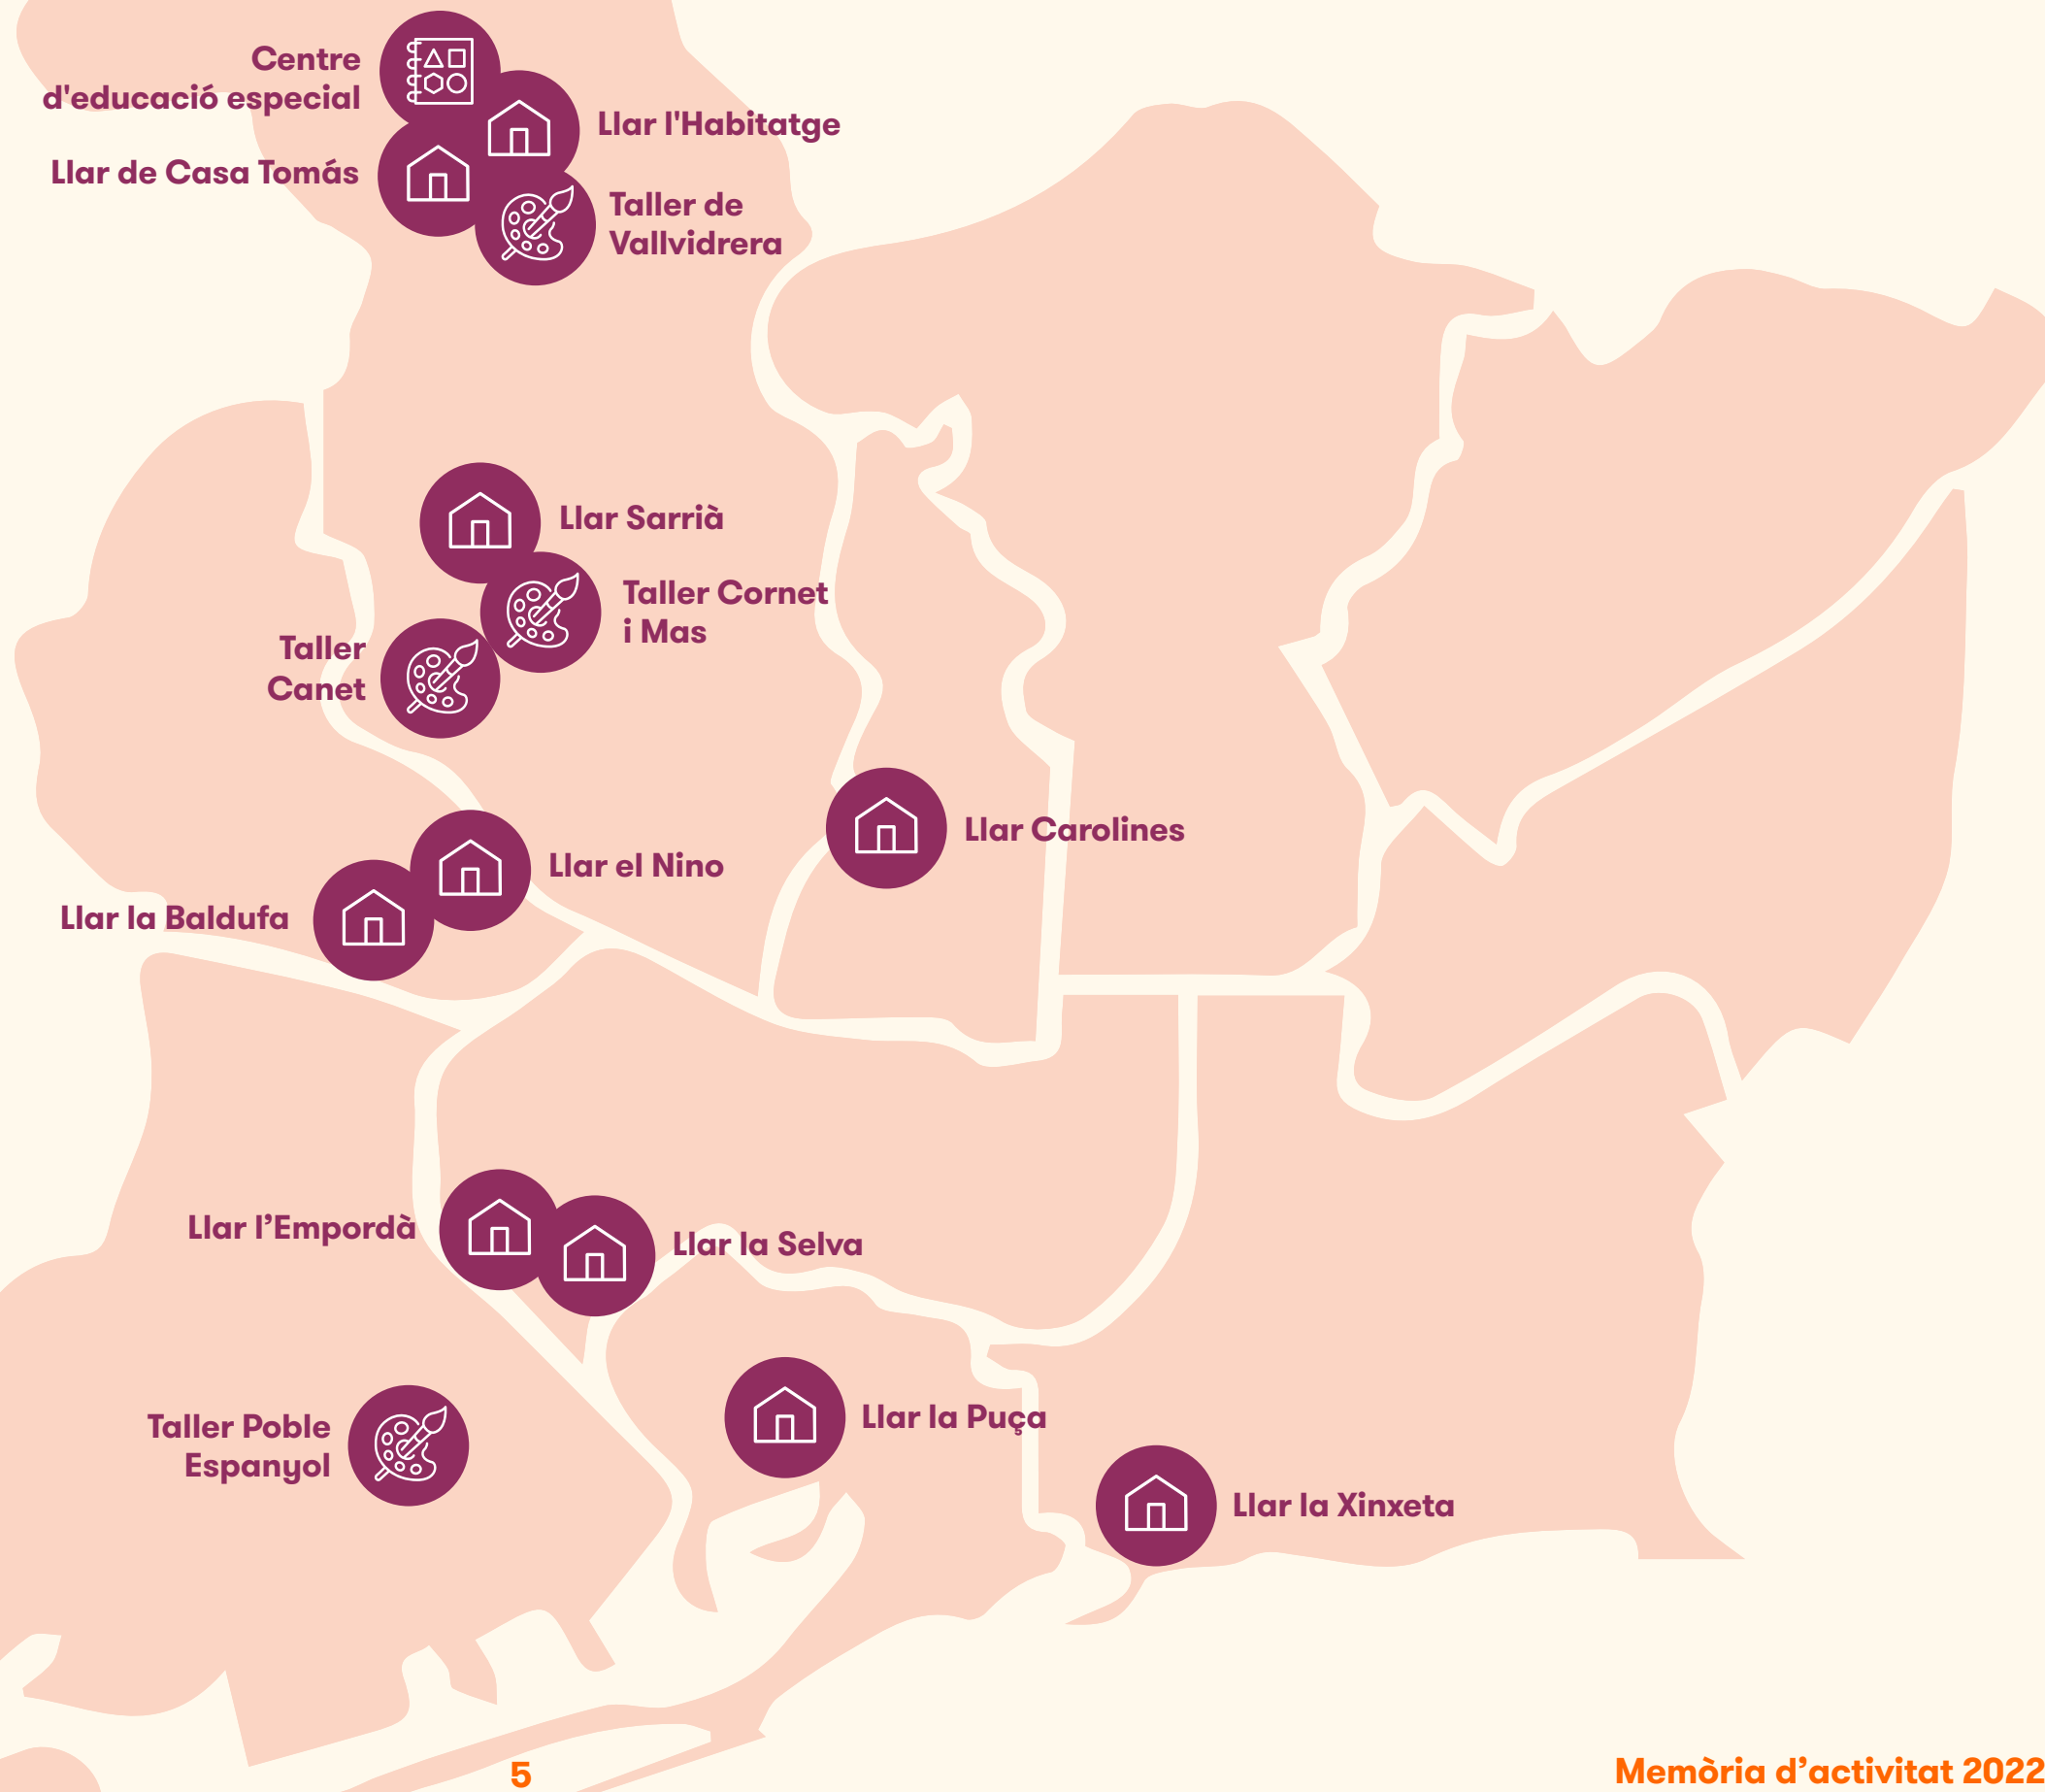 Centre
d'educació especial
Llar l'Habitatge
Llar de Casa Tomás
Taller de
Vallvidrera
Llar Sarrià
Taller Cornet
i Mas
Taller
Canet
Llar Carolines
Llar el Nino
Llar la Baldufa
Llar l’Empordà
Llar la Selva
Llar la Puça
Taller Poble
Espanyol
Llar la Xinxeta
5
Memòria d’activitat 2022